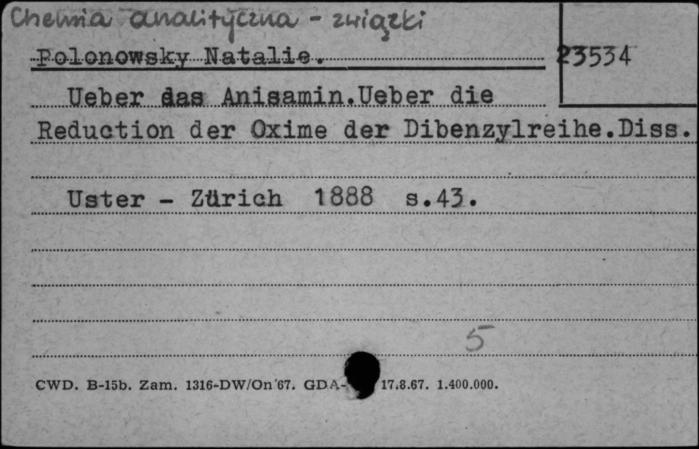 Chemia analityczna - związki
Polonowsky Natalie.
23534
Ueber das Anisamin.Ueber die
Reduction der Oxime der Dibenzylreihe.Diss.
Uster - Zürich 1888 s.43.
5
CWD. B-15b. Zam. 1316-DW/On'67. GDA- 17.8.67. 1.400.000.